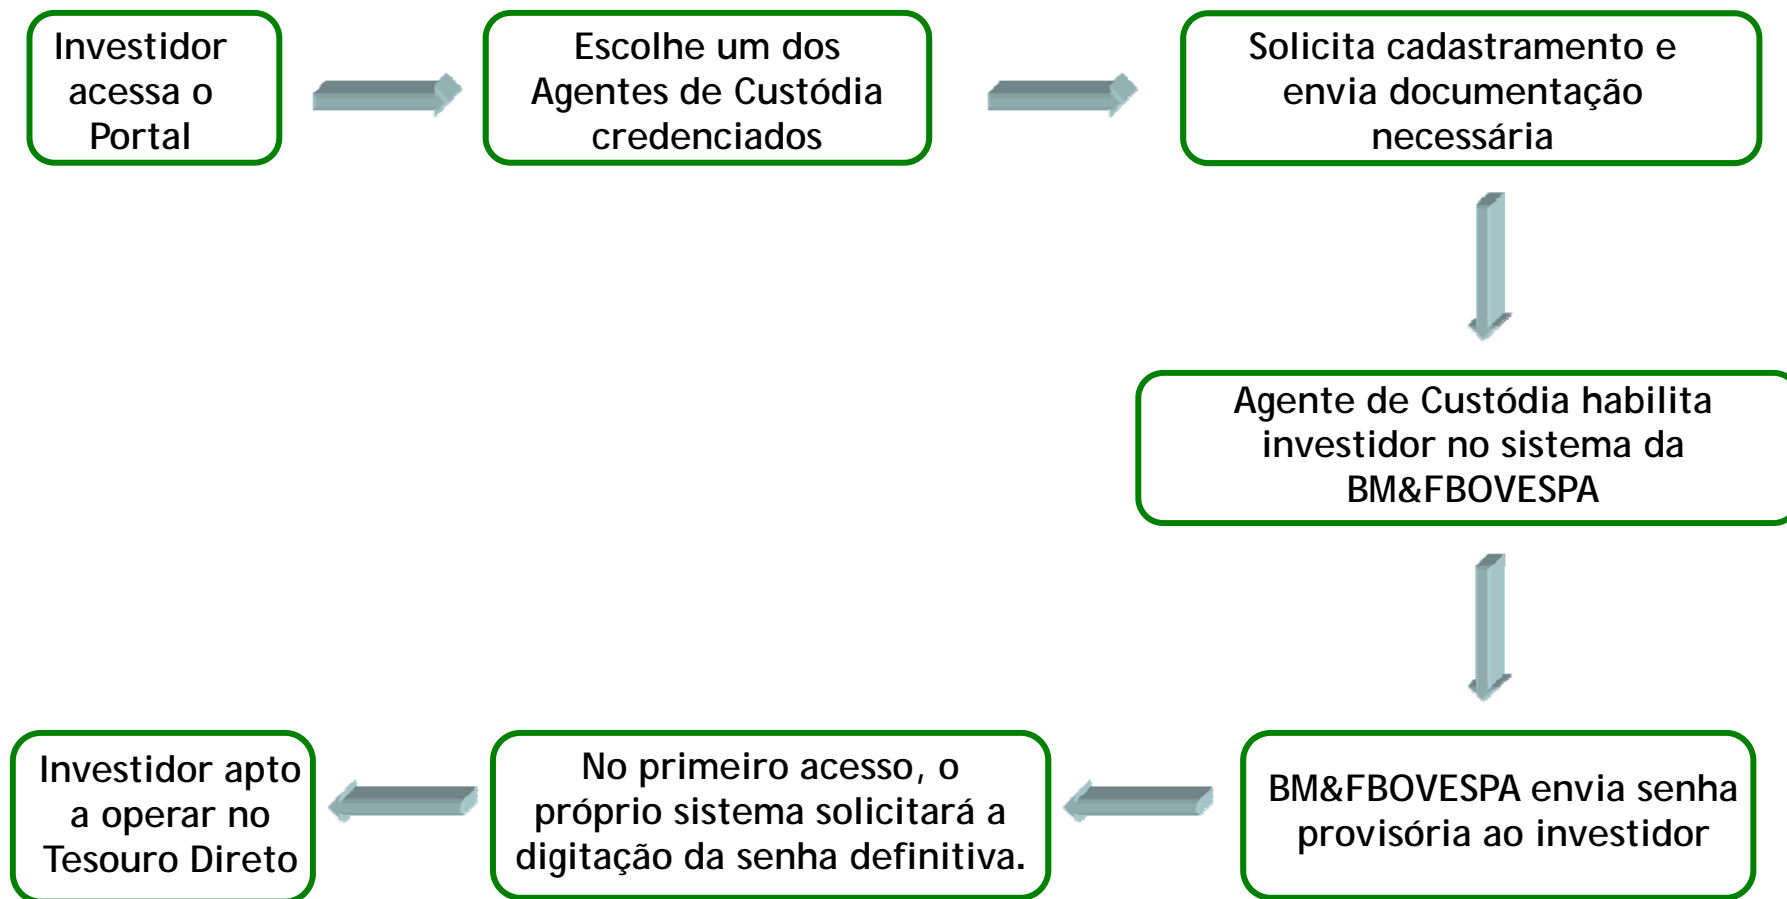 Investidor
acessa o
Portal
Escolhe um dos
Agentes de Custódia
credenciados
Solicita cadastramento e
envia documentação
necessária
Agente de Custódia habilita
investidor no sistema da
BM&FBOVESPA
BM&FBOVESPA envia senha
provisória ao investidor
No primeiro acesso, o
próprio sistema solicitará a
digitação da senha definitiva.
Investidor apto
a operar no
Tesouro Direto